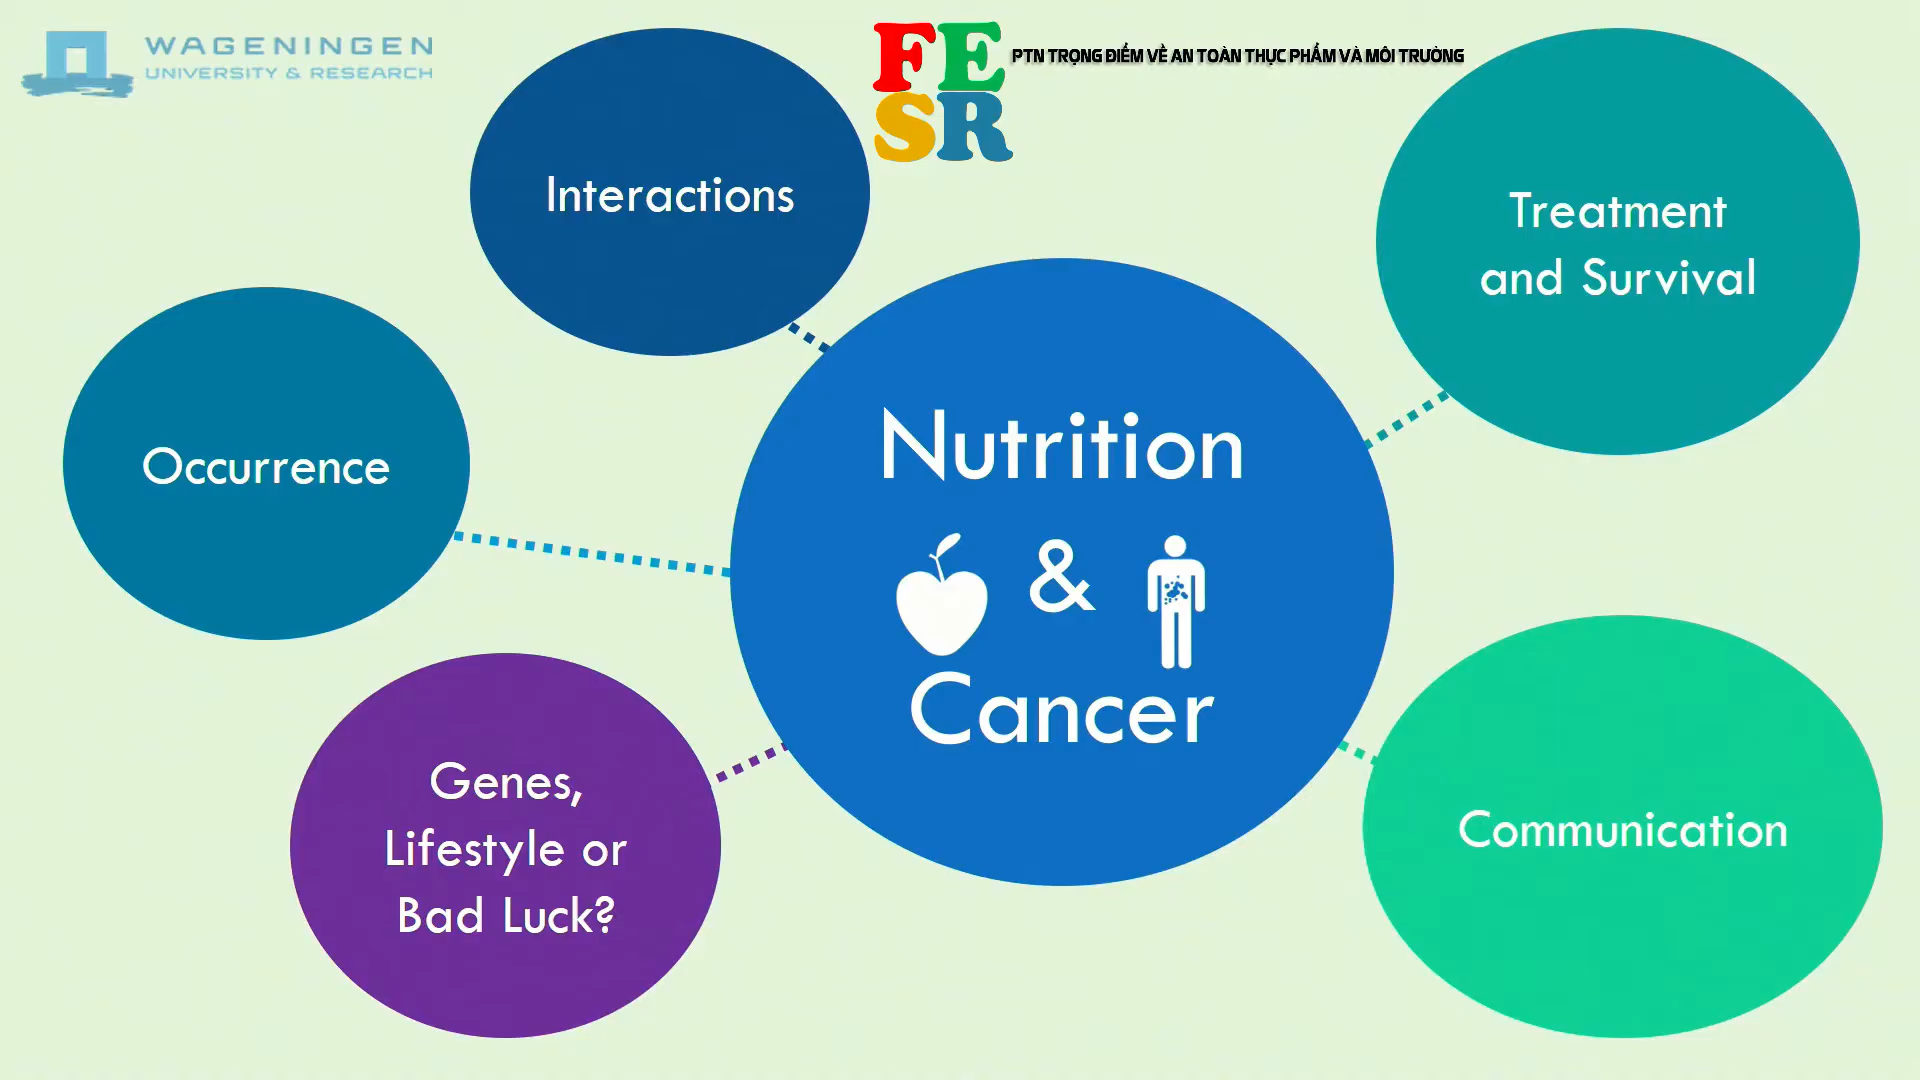 WAGENINGEN
UNIVERSITY & RESEARCH
FE
SR
PTN TRỌNG ĐIỂM VỀ AN TOÀN THỰC PHẨM VÀ MÔI TRƯỜNG
Interactions
Treatment
and Survival
Occurrence
Nutrition
&
Cancer
Genes,
Lifestyle or
Bad Luck?
Communication